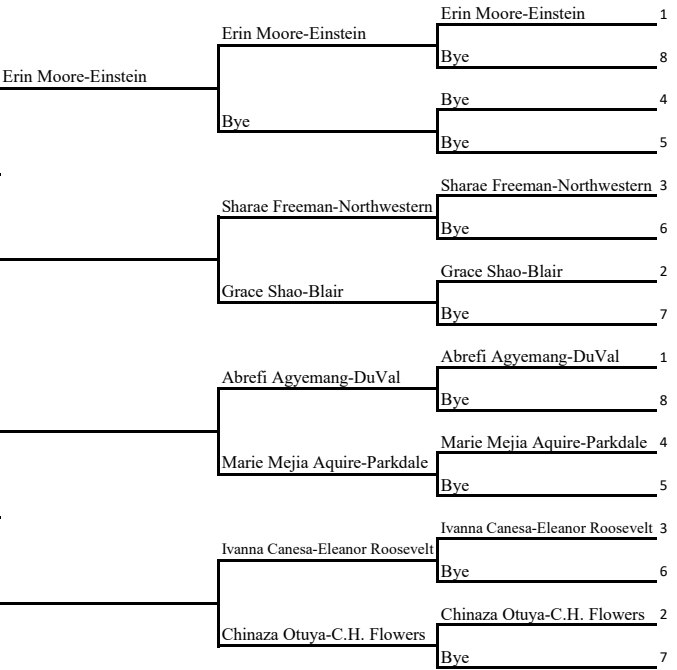 Erin Moore-Einstein 1
Erin Moore-Einstein
Bye 8
Erin Moore-Einstein
Bye 4
Bye
Bye 5
Sharae Freeman-Northwestern 3
Sharae Freeman-Northwestern
Bye 6
Grace Shao-Blair 2
Grace Shao-Blair
Bye 7
Abrefi Agyemang-DuVal 1
Abrefi Agyemang-DuVal
Bye 8
Marie Mejia Aquire-Parkdale 4
Marie Mejia Aquire-Parkdale
Bye 5
Ivanna Canesa-Eleanor Roosevelt 3
Ivanna Canesa-Eleanor Roosevelt
Bye 6
Chinaza Otuya-C.H. Flowers 2
Chinaza Otuya-C.H. Flowers
Bye 7